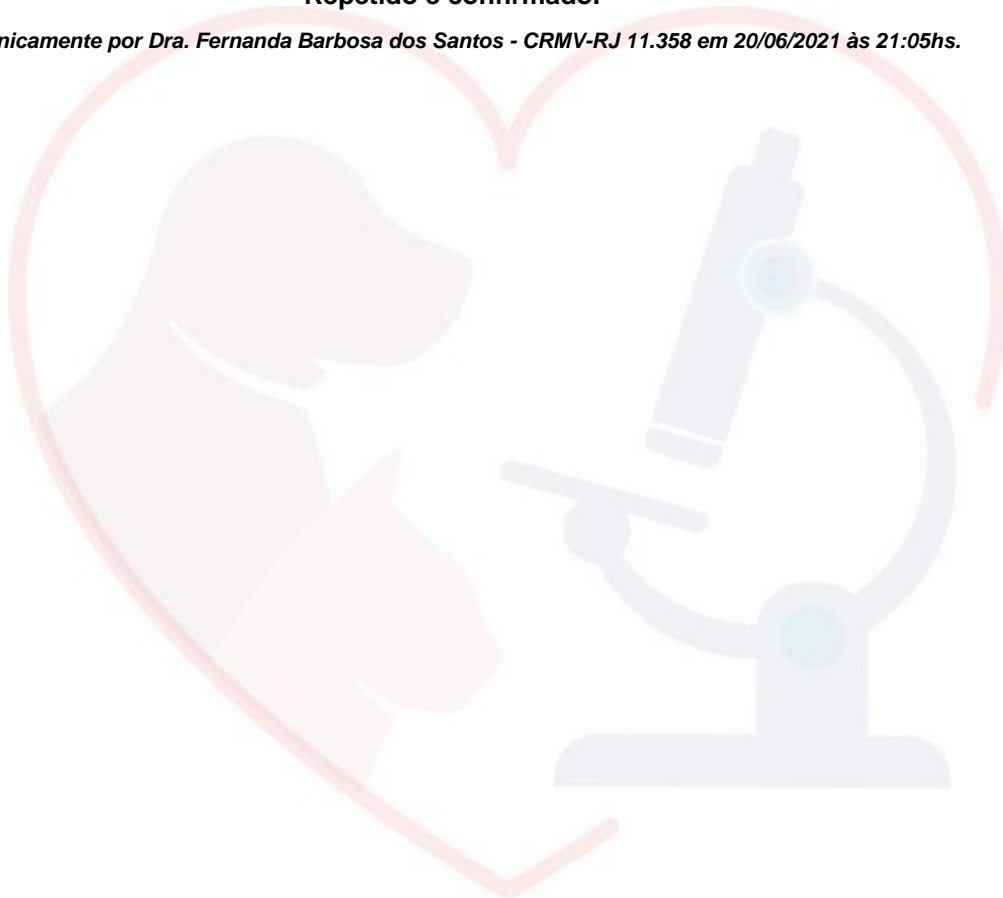 Repetido e confirmado.
nicamente por Dra. Fernanda Barbosa dos Santos - CRMV-RJ 11.358 em 20/06/2021 às 21:05hs.